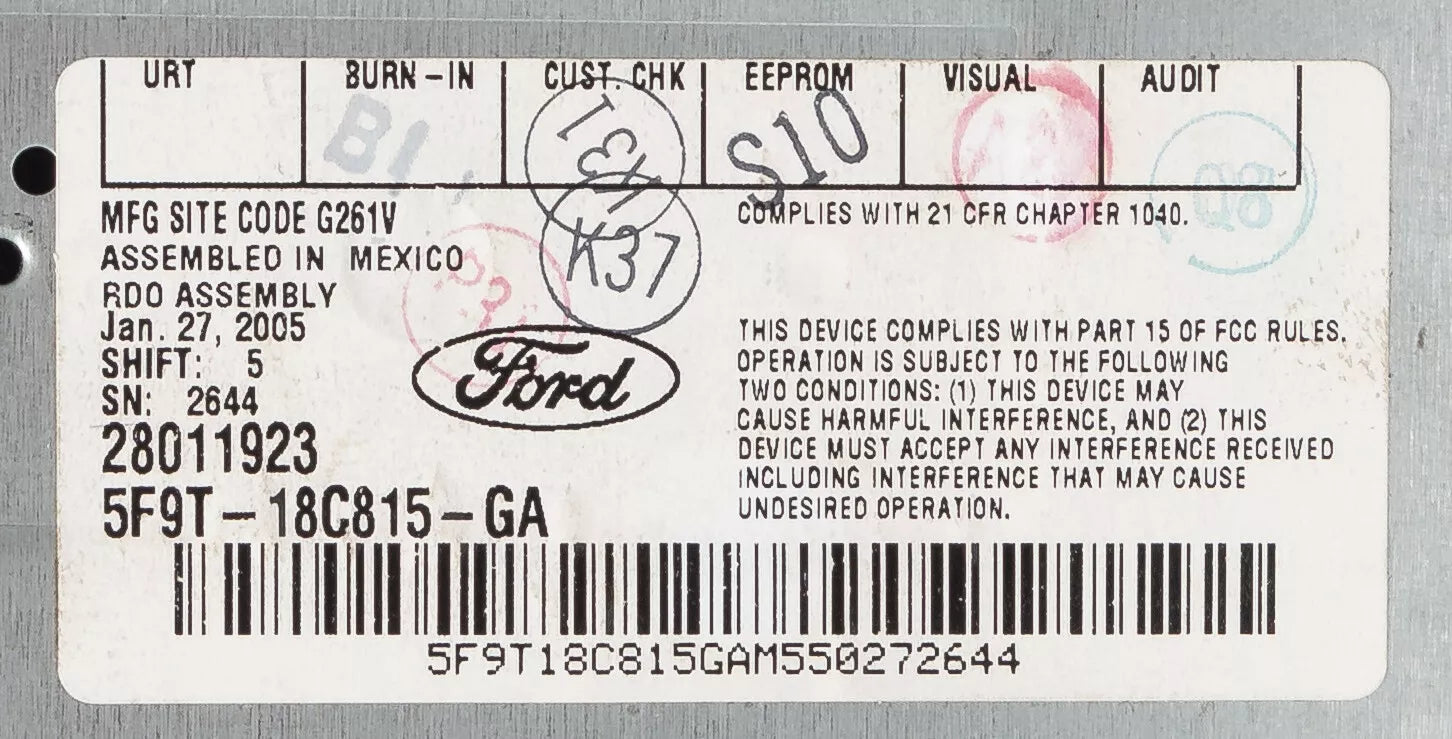 URT BURN-IN CUST. CHK EEPROM VISUAL AUDIT
B1 K31 S10 Q8
K37
MFG SITE CODE G261V
ASSEMBLED IN MEXICO
RDO ASSEMBLY
Jan. 27, 2005
SHIFT: 5
SN: 2644
28011923
5F9T-18C815-GA
Ford
COMPLIES WITH 21 CFR CHAPTER 1040.
THIS DEVICE COMPLIES WITH PART 15 OF FCC RULES.
OPERATION IS SUBJECT TO THE FOLLOWING
TWO CONDITIONS: (1) THIS DEVICE MAY
CAUSE HARMFUL INTERFERENCE, AND (2) THIS
DEVICE MUST ACCEPT ANY INTERFERENCE RECEIVED
INCLUDING INTERFERENCE THAT MAY CAUSE
UNDESIRED OPERATION.
5F9T18C815GAM550272644